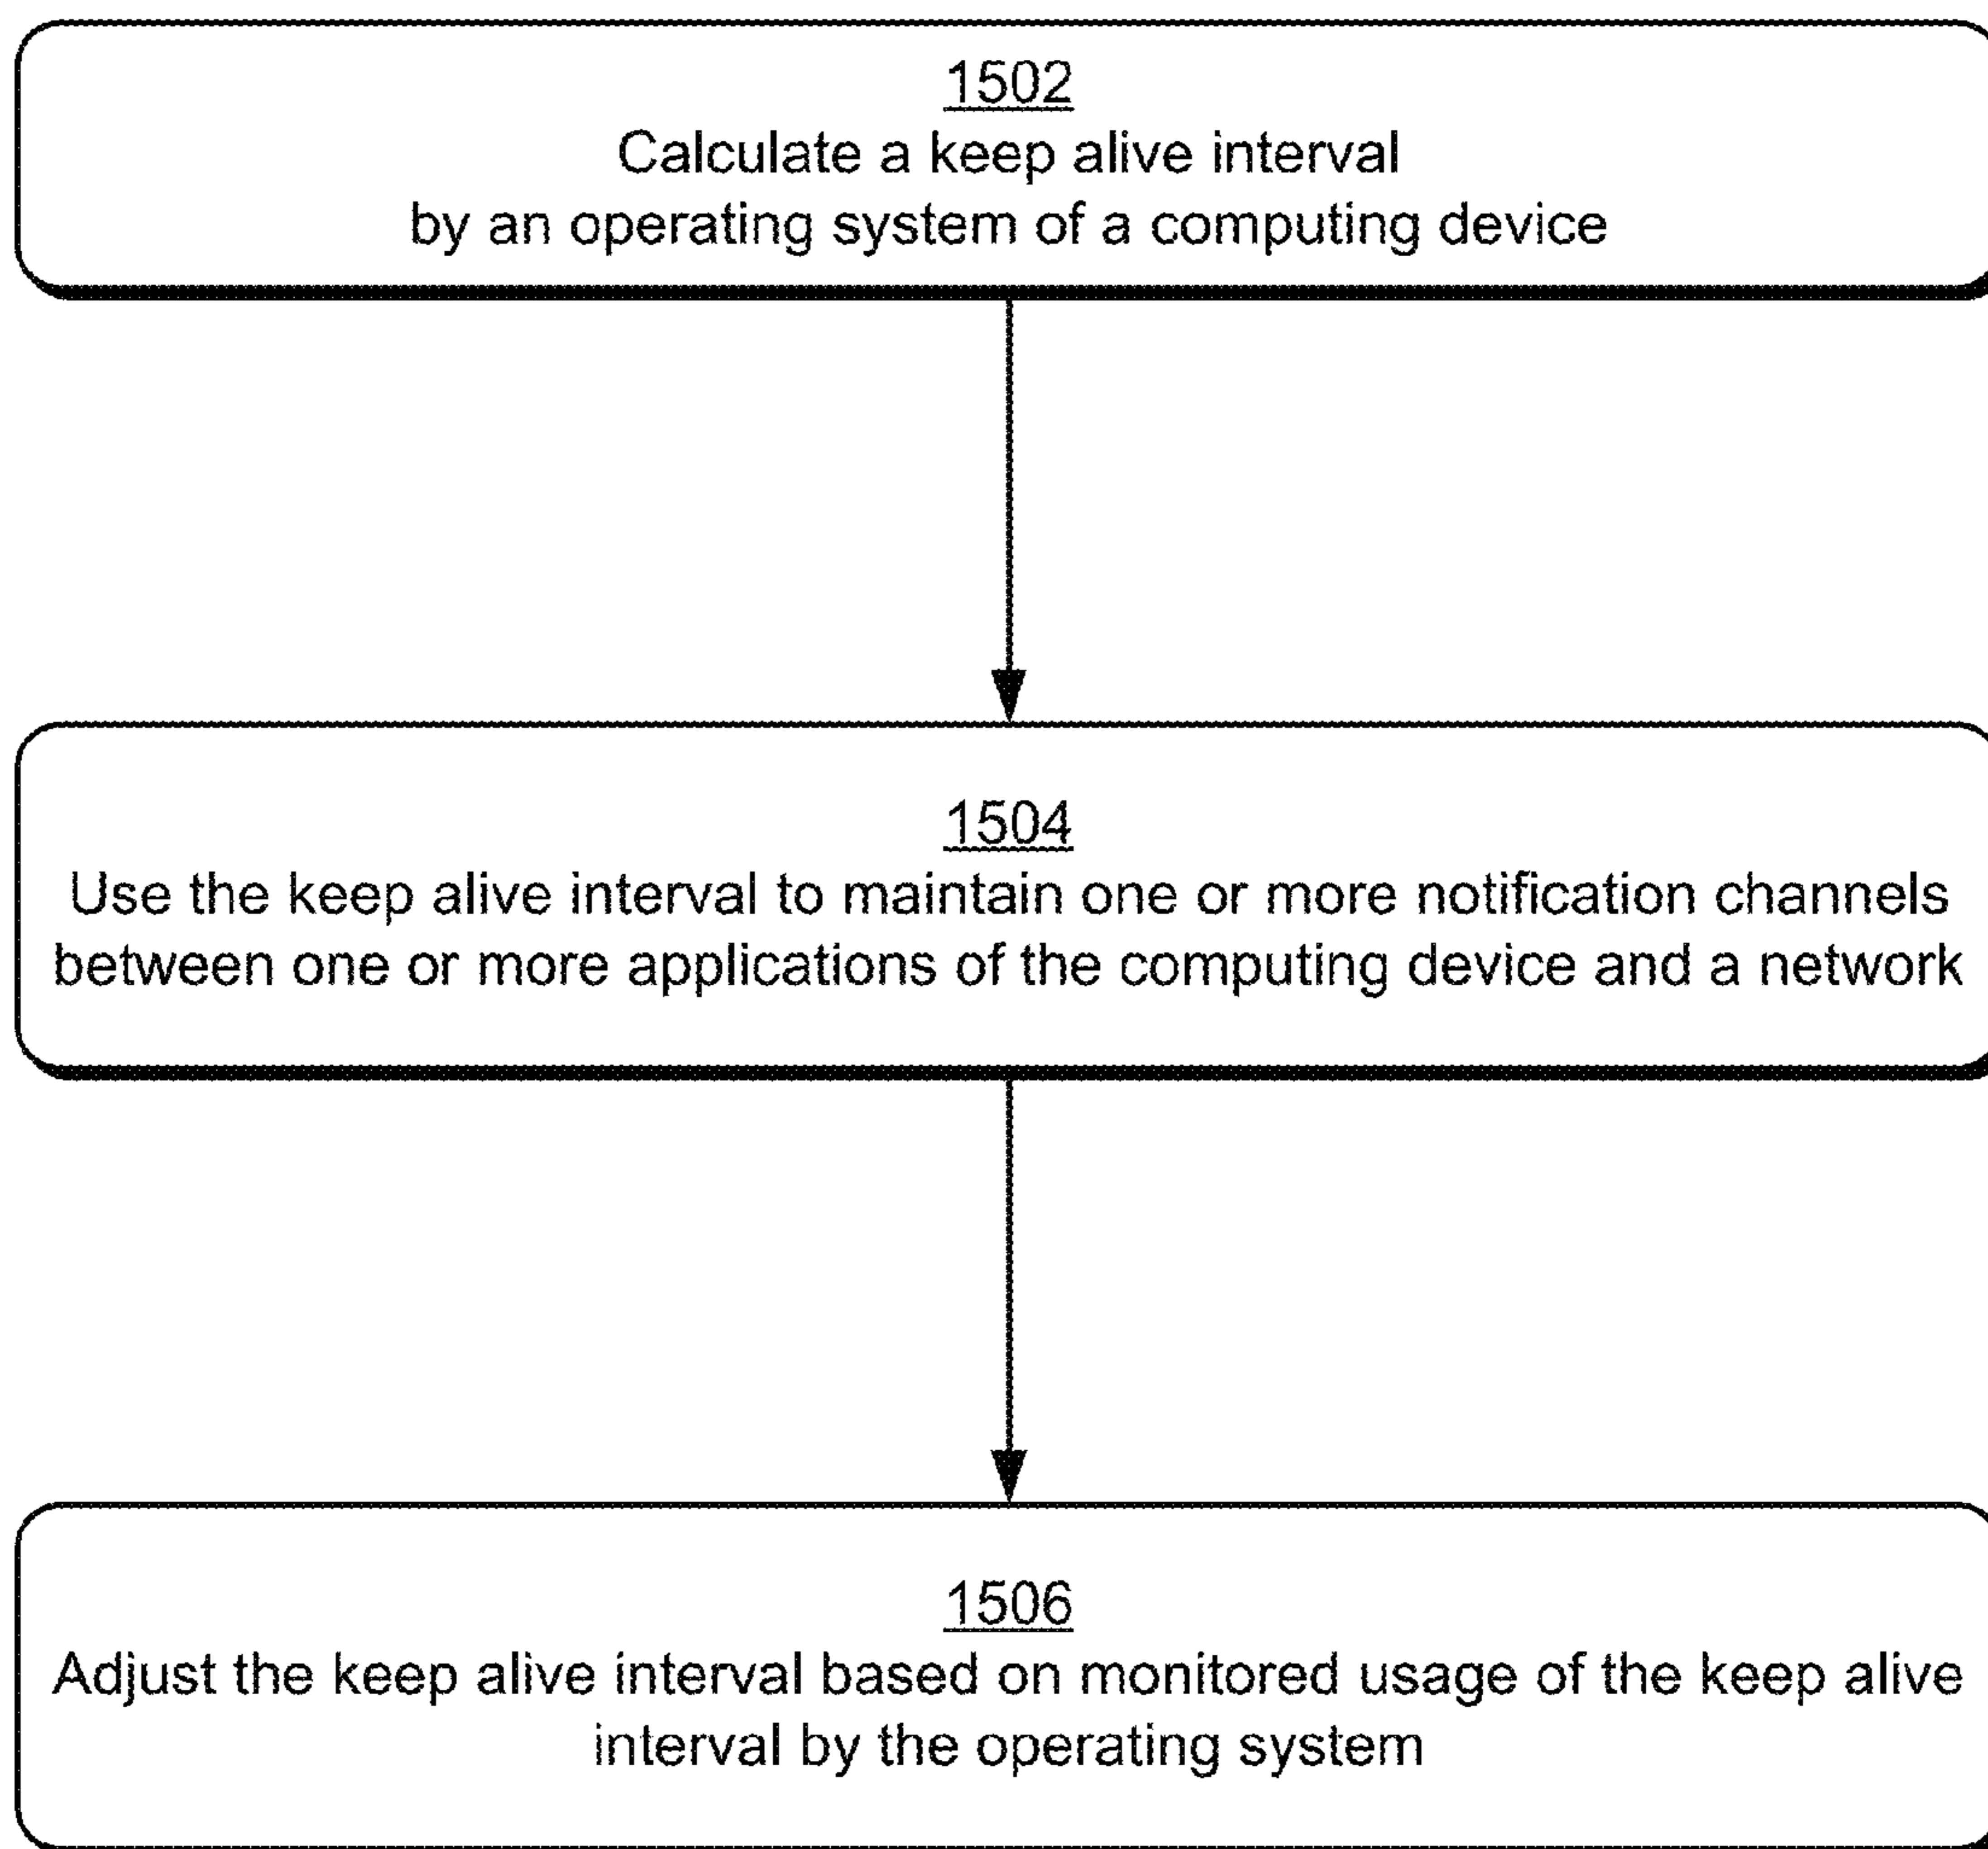 1502
Calculate a keep alive interval
by an operating system of a computing device
1504
Use the keep alive interval to maintain one or more notification channels
between one or more applications of the computing device and a network
1506
Adjust the keep alive interval based on monitored usage of the keep alive
interval by the operating system